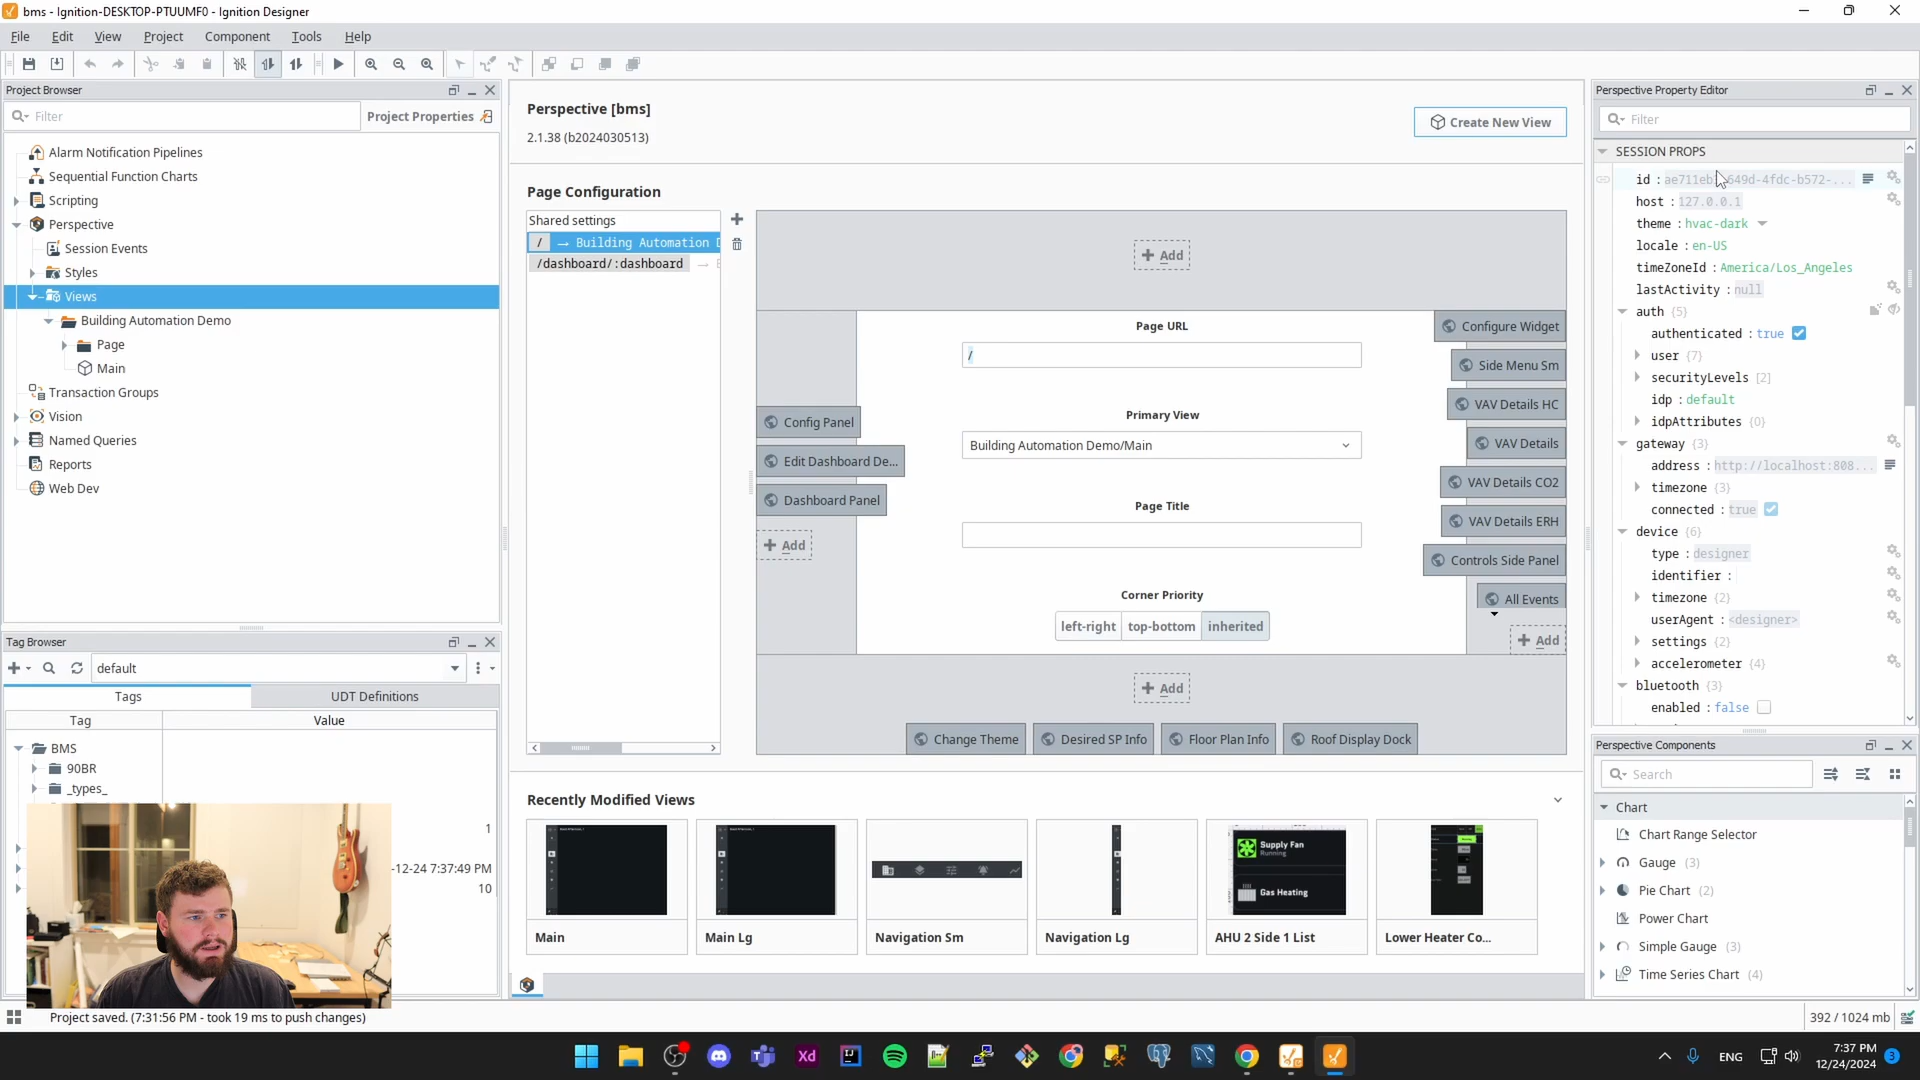 bms - Ignition-DESKTOP-PTUUMF0 - Ignition Designer
File Edit View Project Component Tools Help
Project Browser
Filter
Project Properties
Alarm Notification Pipelines
Sequential Function Charts
Scripting
Perspective
Session Events
Styles
Views
Building Automation Demo
Page
Main
Transaction Groups
Vision
Named Queries
Reports
Web Dev
Tag Browser
default
Tags UDT Definitions
Tag Value
BMS
90BR
_types_
1
-12-24 7:37:49 PM
10
Project saved. (7:31:56 PM - took 19 ms to push changes)
Perspective [bms]
2.1.38 (b2024030513)
Create New View
Page Configuration
Shared settings
/ → Building Automation D
/dashboard/:dashboard →
Add
Page URL
/
Primary View
Building Automation Demo/Main
Page Title
Corner Priority
left-right top-bottom inherited
Config Panel
Edit Dashboard De...
Dashboard Panel
Add
Configure Widget
Side Menu Sm
VAV Details HC
VAV Details
VAV Details CO2
VAV Details ERH
Controls Side Panel
All Events
Add
Add
Change Theme
Desired SP Info
Floor Plan Info
Roof Display Dock
Recently Modified Views
Supply Fan
Running
Gas Heating
Main
Main Lg
Navigation Sm
Navigation Lg
AHU 2 Side 1 List
Lower Heater Co...
Perspective Property Editor
Filter
SESSION PROPS
id : ae711eb 649d-4fdc-b572-...
host : 127.0.0.1
theme : hvac-dark
locale : en-US
timeZoneId : America/Los_Angeles
lastActivity : null
auth {5}
authenticated : true
user {7}
securityLevels [2]
idp : default
idpAttributes {0}
gateway {3}
address : http://localhost:808...
timezone {3}
connected : true
device {6}
type : designer
identifier :
timezone {2}
userAgent : <designer>
settings {2}
accelerometer {4}
bluetooth {3}
enabled : false
Perspective Components
Search
Chart
Chart Range Selector
Gauge (3)
Pie Chart (2)
Power Chart
Simple Gauge (3)
Time Series Chart (4)
392 / 1024 mb
Xd
ENG
7:37 PM
12/24/2024
3